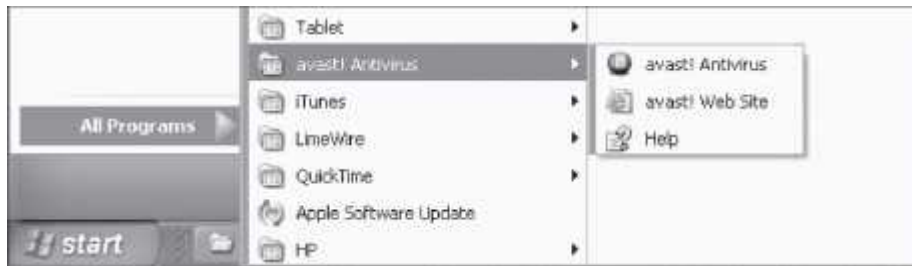 Tablet
avast! Antivirus
avast! Antivirus
iTunes
avast! Web Site
All Programs
LimeWire
Help
QuickTime
Apple Software Update
start
HP